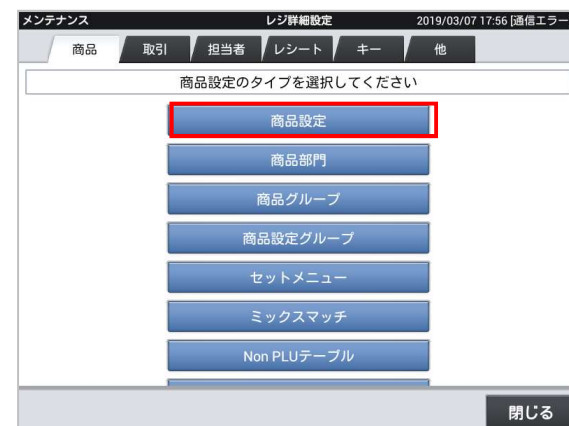 メンテナンス レジ詳細設定 2019/03/07 17:56 [通信エラー
商品 取引 担当者 レシート キー 他
商品設定のタイプを選択してください
商品設定
商品部門
商品グループ
商品設定グループ
セットメニュー
ミックスマッチ
Non PLUテーブル
閉じる